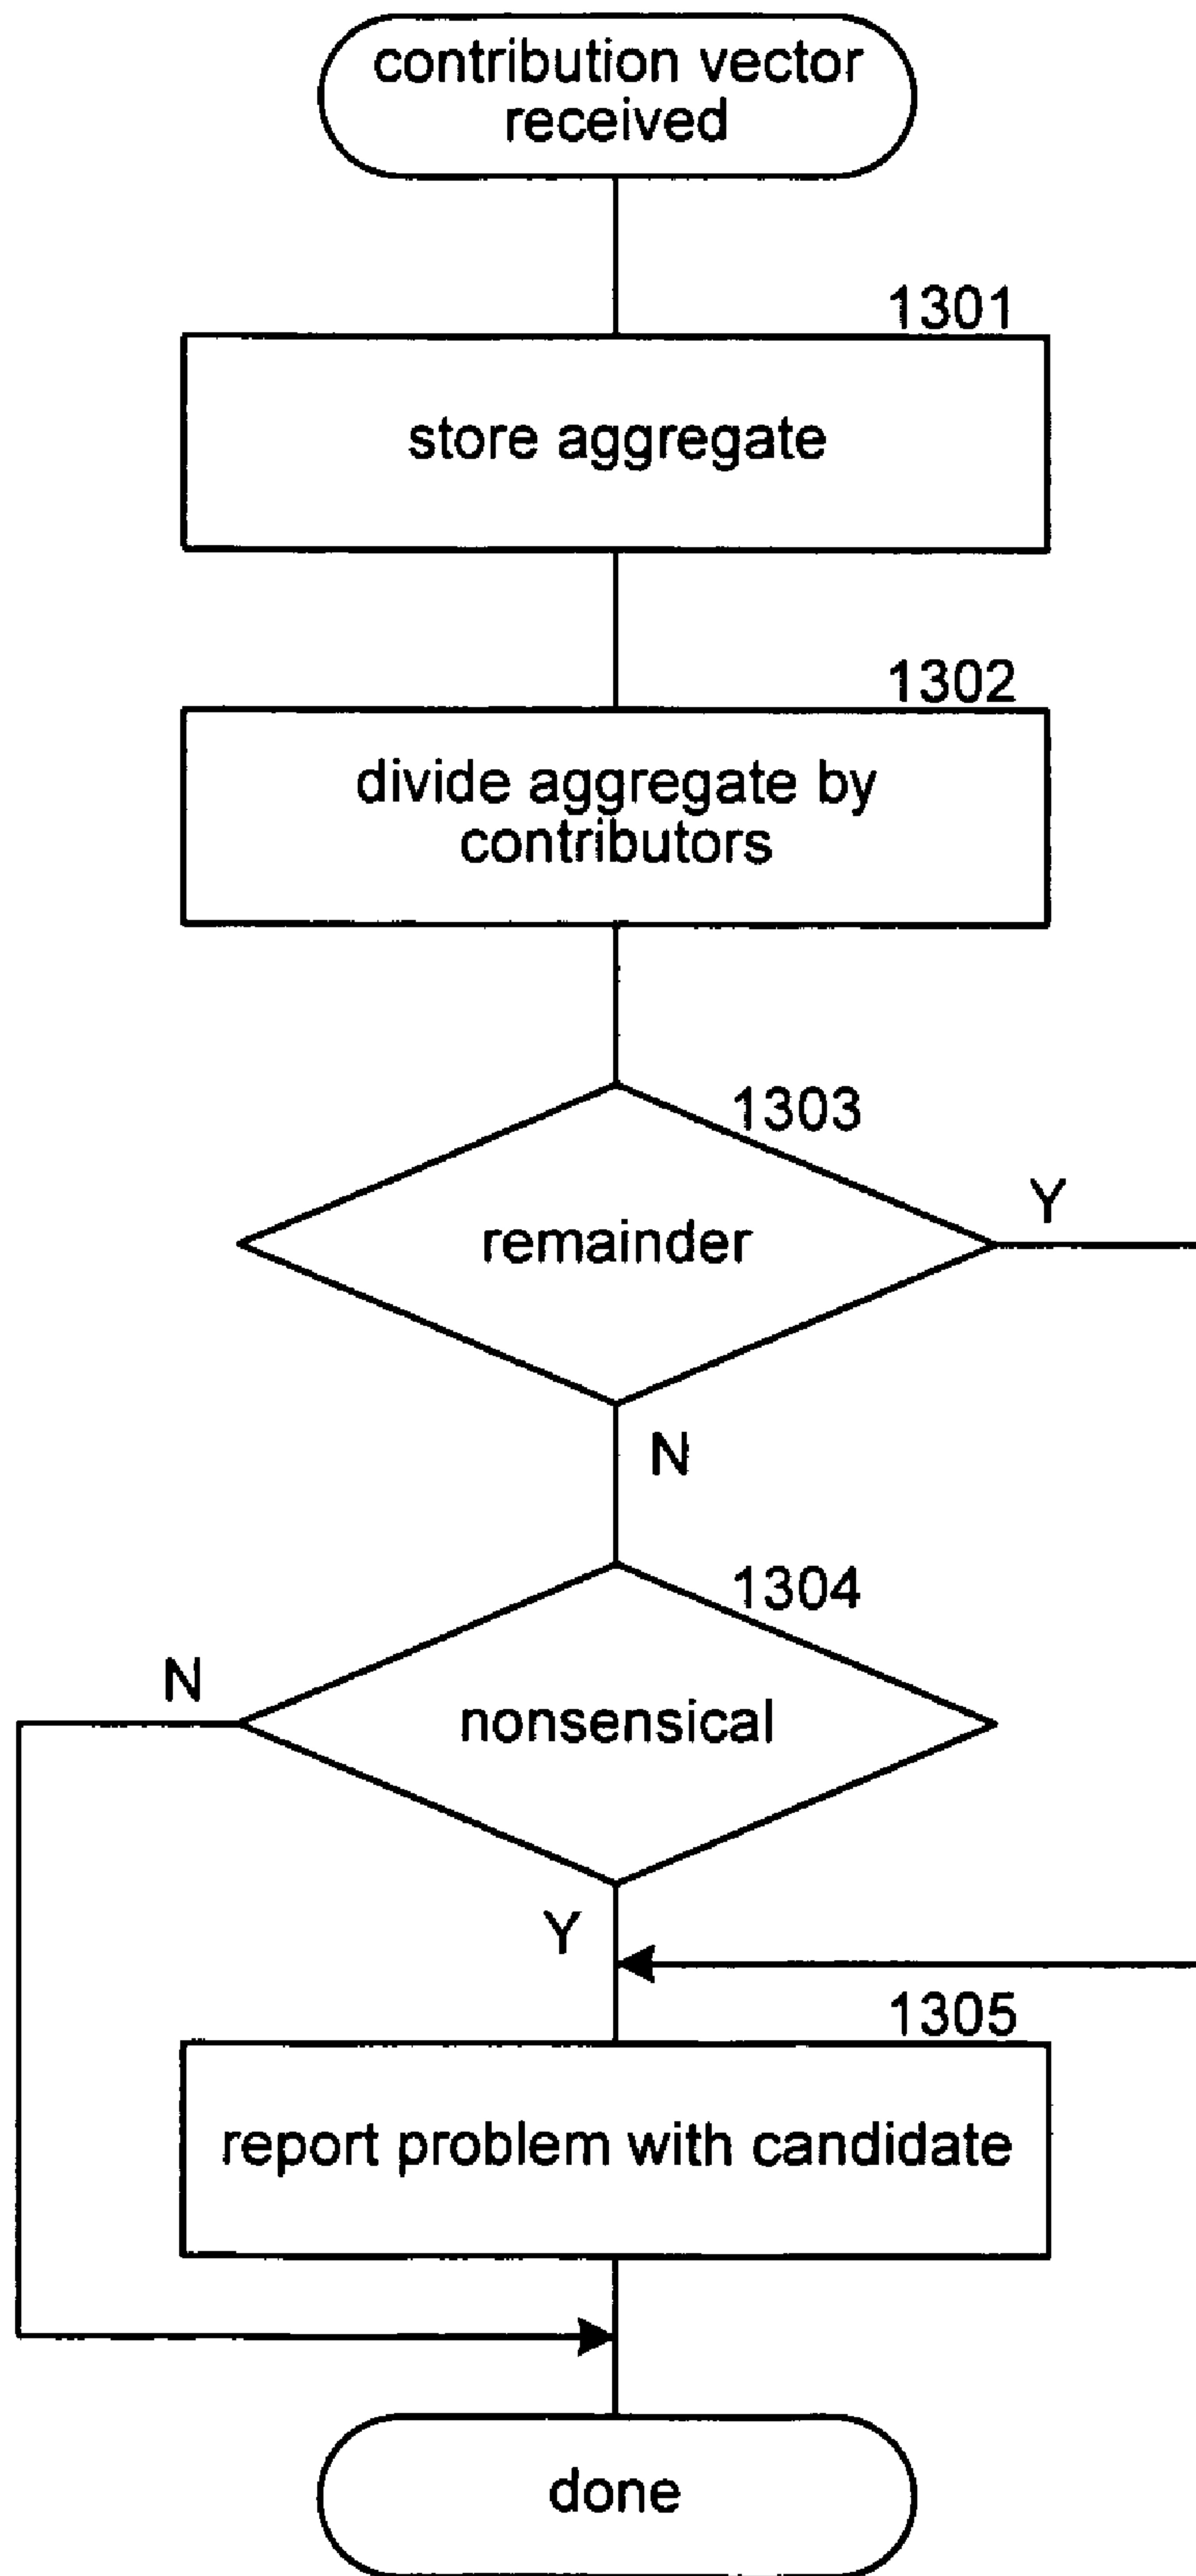 contribution vector
received
1301
store aggregate
1302
divide aggregate by
contributors
1303
remainder
Y
N
1304
nonsensical
N
Y
1305
report problem with candidate
done